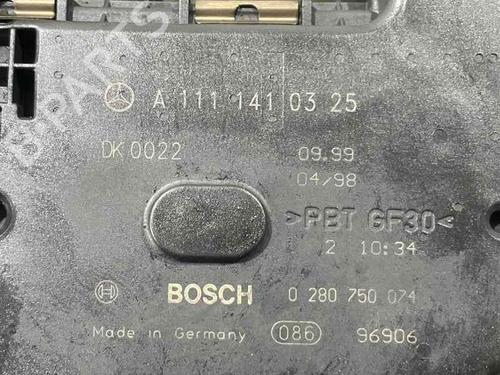 A 111 141 03 25
DK 0022 09.99
04/98
>PBT GF30<
2 10:34
BOSCH 0 280 750 074
Made in Germany 086 96906